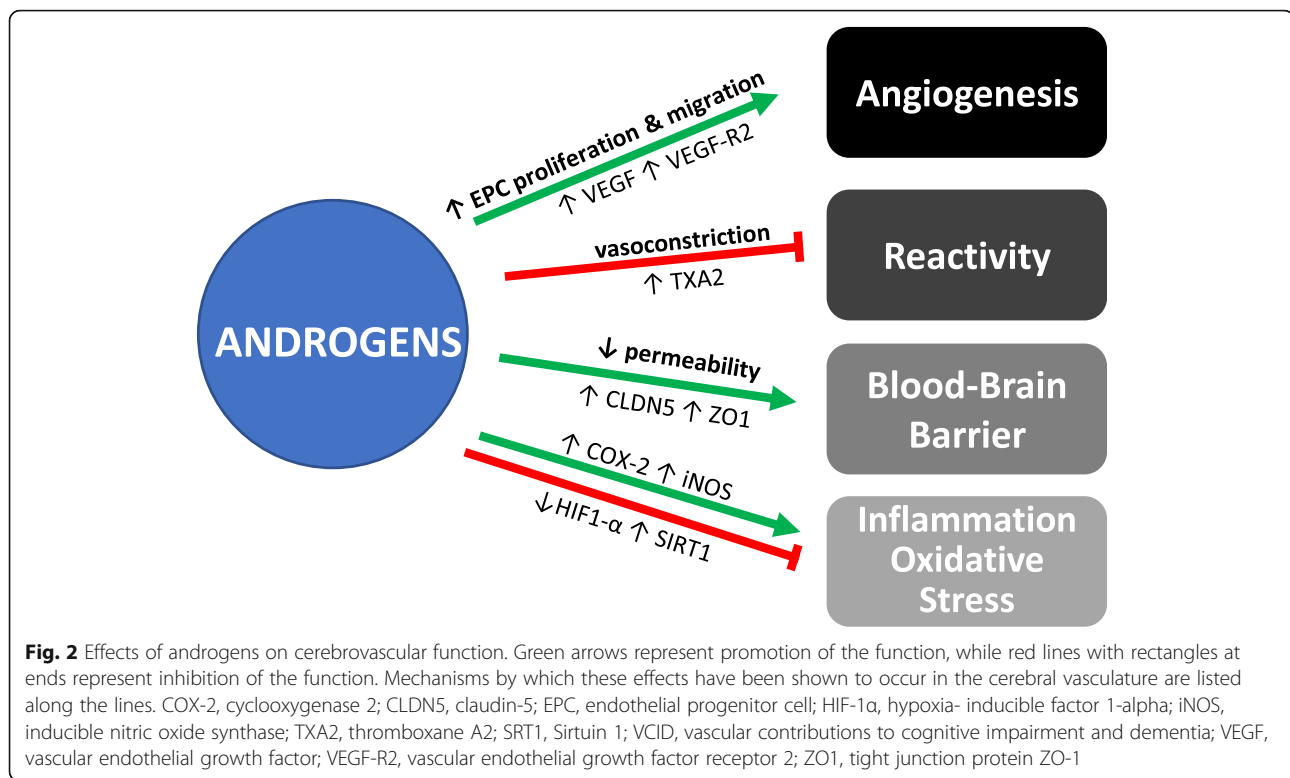 ↑ EPC proliferation & migration
↑ VEGF ↑ VEGF-R2
Angiogenesis
vasoconstriction
↑ TXA2
Reactivity
ANDROGENS
↓ permeability
↑ CLDN5 ↑ ZO1
Blood-Brain
Barrier
↑ COX-2 ↑ iNOS
↓HIF1-α ↑ SIRT1
Inflammation
Oxidative
Stress
Fig. 2 Effects of androgens on cerebrovascular function. Green arrows represent promotion of the function, while red lines with rectangles at
ends represent inhibition of the function. Mechanisms by which these effects have been shown to occur in the cerebral vasculature are listed
along the lines. COX-2, cyclooxygenase 2; CLDN5, claudin-5; EPC, endothelial progenitor cell; HIF-1α, hypoxia- inducible factor 1-alpha; iNOS,
inducible nitric oxide synthase; TXA2, thromboxane A2; SRT1, Sirtuin 1; VCID, vascular contributions to cognitive impairment and dementia; VEGF,
vascular endothelial growth factor; VEGF-R2, vascular endothelial growth factor receptor 2; ZO1, tight junction protein ZO-1